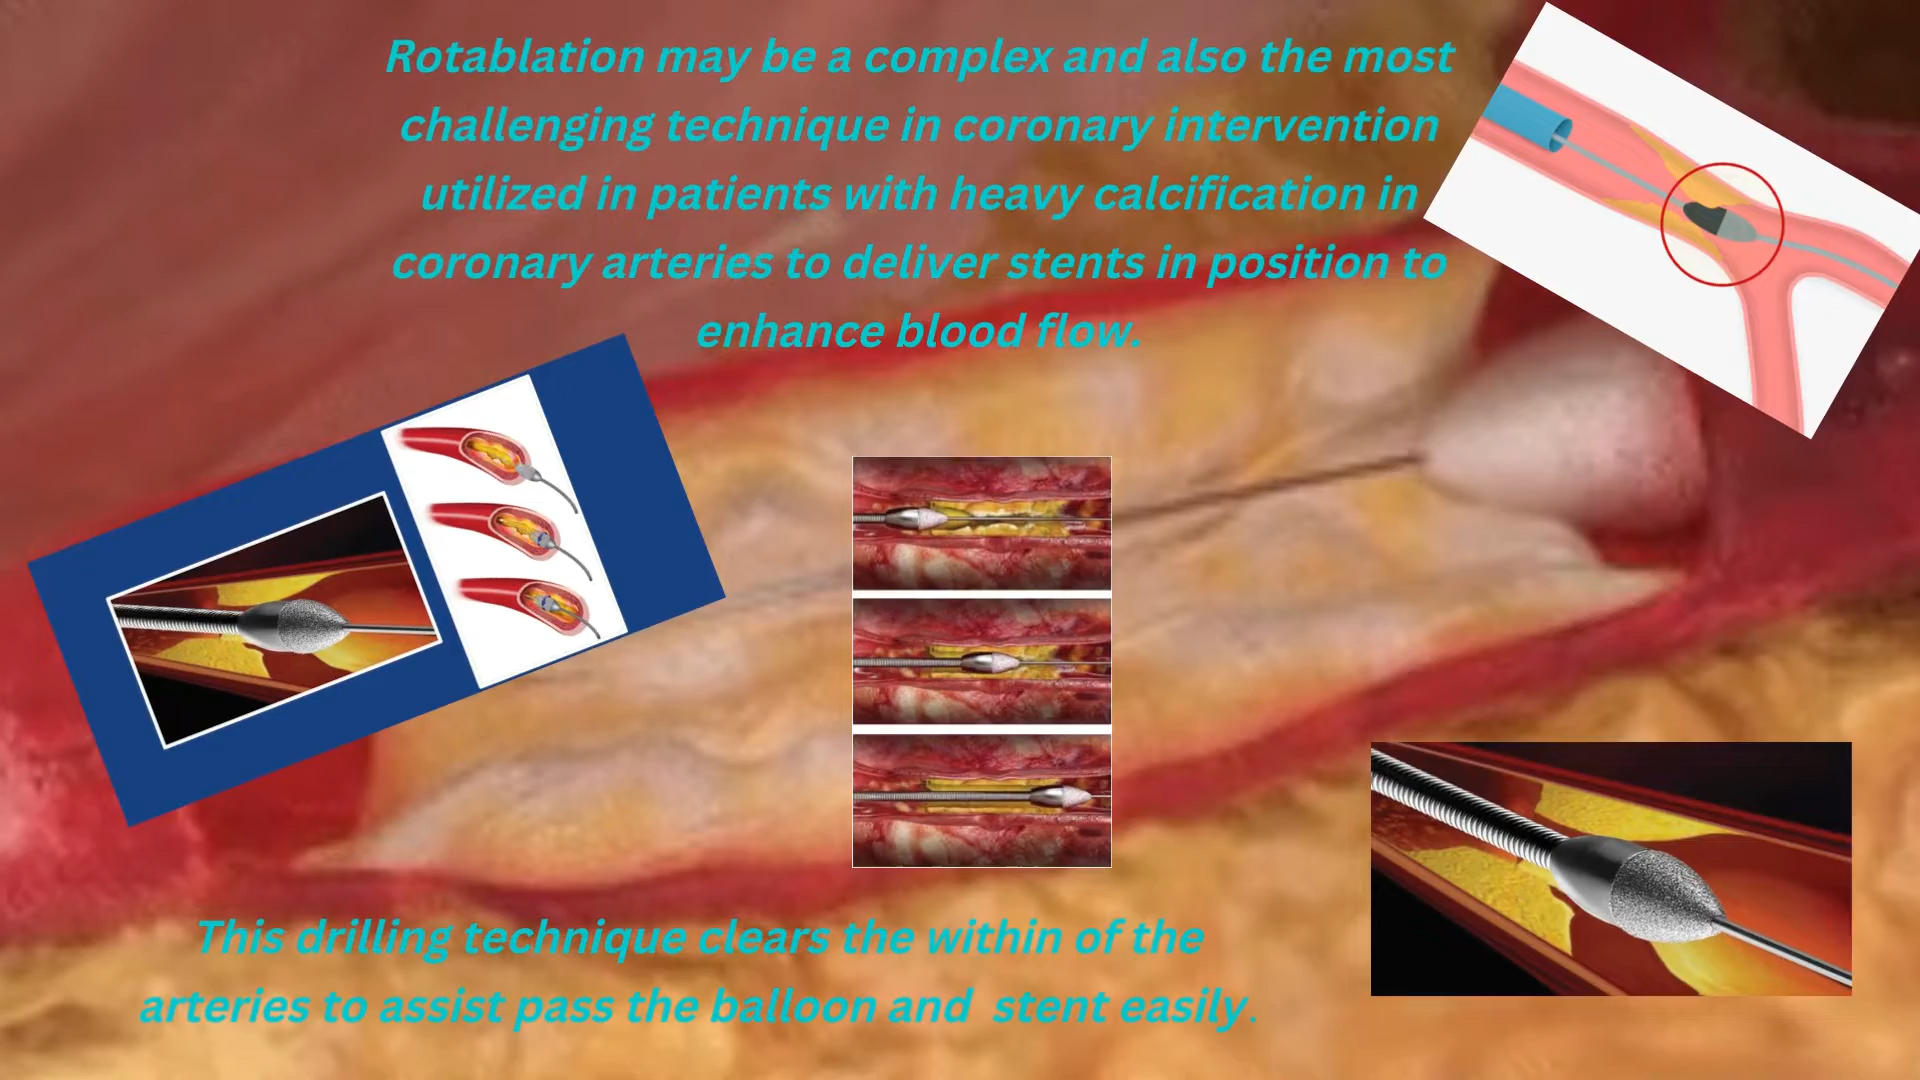 Rotablation may be a complex and also the most
challenging technique in coronary intervention
utilized in patients with heavy calcification in
coronary arteries to deliver stents in position to
enhance blood flow.
This drilling technique clears the within of the
arteries to assist pass the balloon and  stent easily.